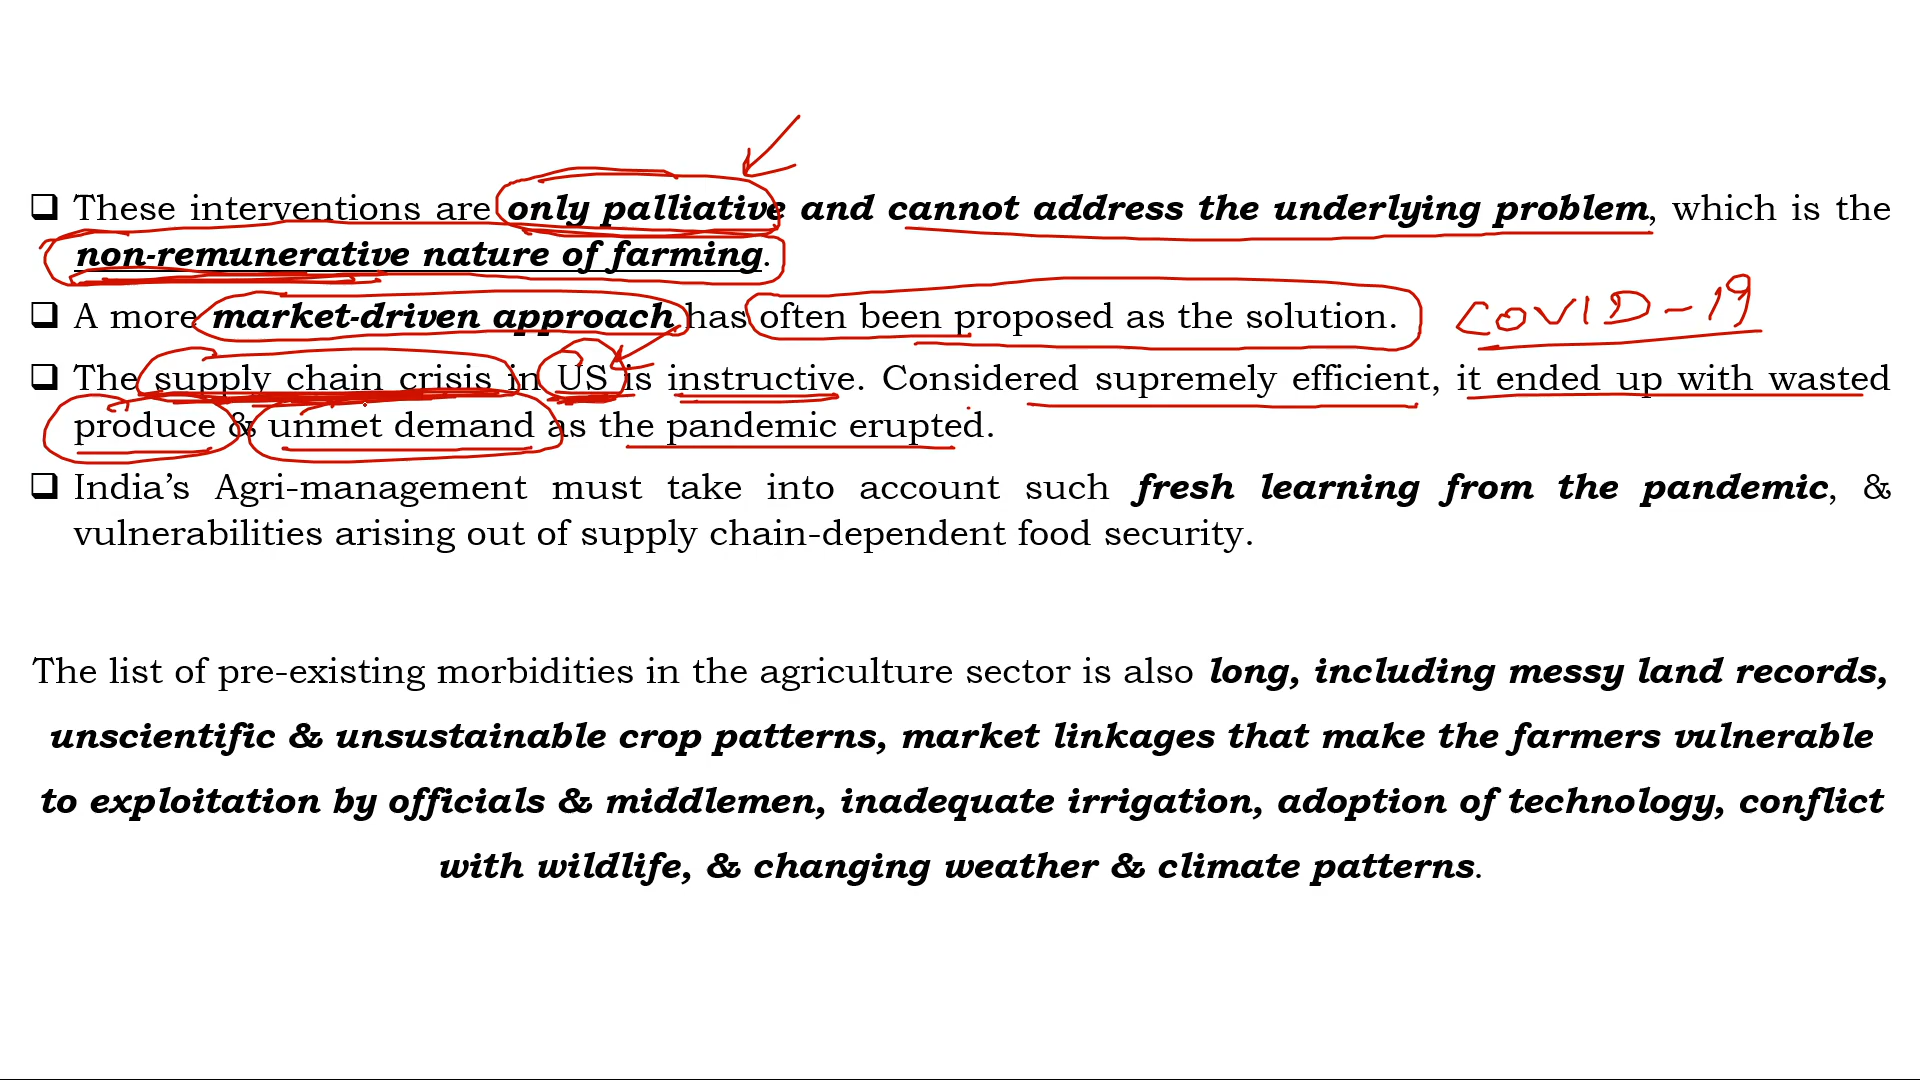 ❑ These interventions are only palliative and cannot address the underlying problem, which is the
non-remunerative nature of farming.
❑ A more market-driven approach has often been proposed as the solution. COVID-19
❑ The supply chain crisis in US is instructive. Considered supremely efficient, it ended up with wasted
produce & unmet demand as the pandemic erupted.
❑ India’s Agri-management must take into account such fresh learning from the pandemic, &
vulnerabilities arising out of supply chain-dependent food security.
The list of pre-existing morbidities in the agriculture sector is also long, including messy land records,
unscientific & unsustainable crop patterns, market linkages that make the farmers vulnerable
to exploitation by officials & middlemen, inadequate irrigation, adoption of technology, conflict
with wildlife, & changing weather & climate patterns.